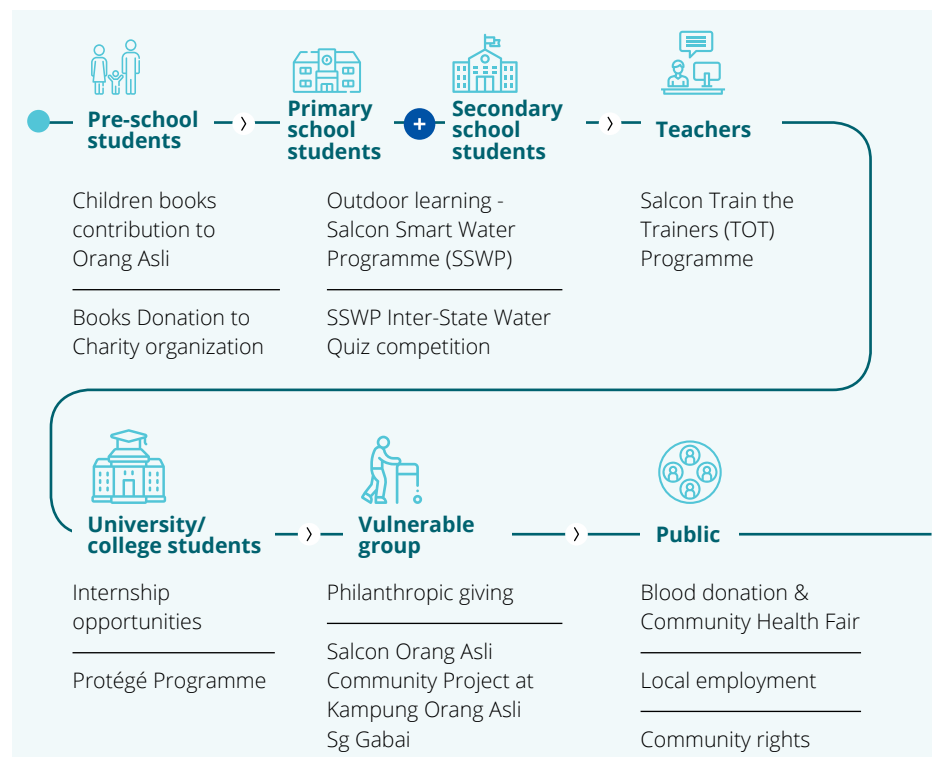 Pre-school
students
Primary
school
students
+
Secondary
school
students
Teachers
Children books
contribution to
Orang Asli
Books Donation to
Charity organization
Outdoor learning -
Salcon Smart Water
Programme (SSWP)
SSWP Inter-State Water
Quiz competition
Salcon Train the
Trainers (TOT)
Programme
University/
college students
Vulnerable
group
Public
Internship
opportunities
Protégé Programme
Philanthropic giving
Salcon Orang Asli
Community Project at
Kampung Orang Asli
Sg Gabai
Blood donation &
Community Health Fair
Local employment
Community rights